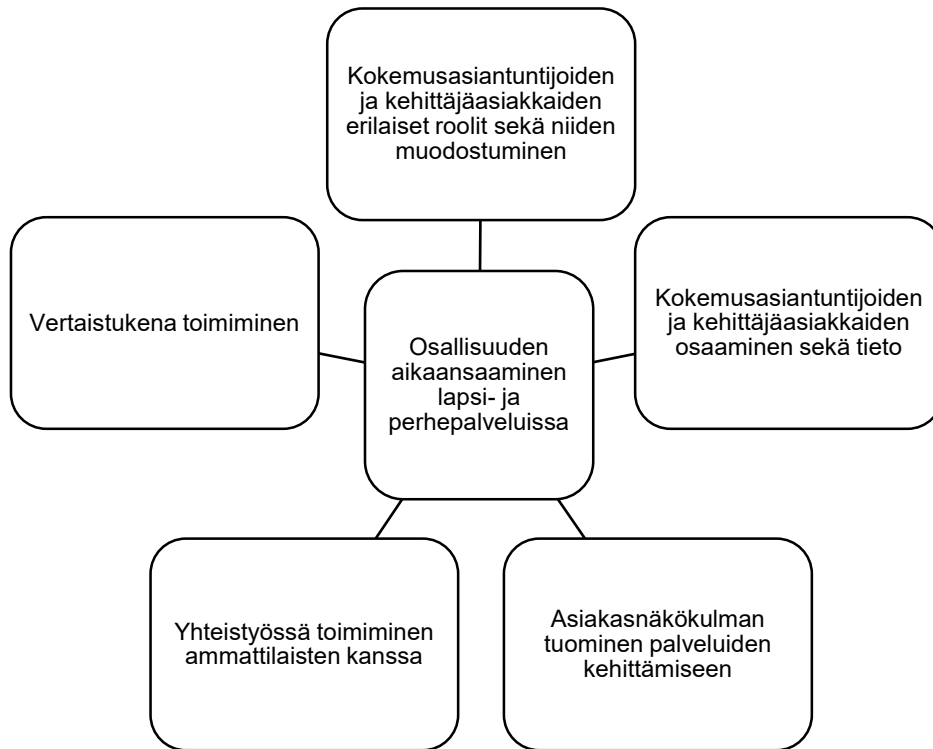 Kokemusasiantuntijoiden
ja kehittäjäasiakkaiden
erilaiset roolit sekä niiden
muodostuminen
Vertaistukena toimiminen
Osallisuuden
aikaansaaminen
lapsi- ja
perhepalveluissa
Kokemusasiantuntijoiden
ja kehittäjäasiakkaiden
osaaminen sekä tieto
Yhteistyössä toimiminen
ammattilaisten kanssa
Asiakasnäkökulman
tuominen palveluiden
kehittämiseen